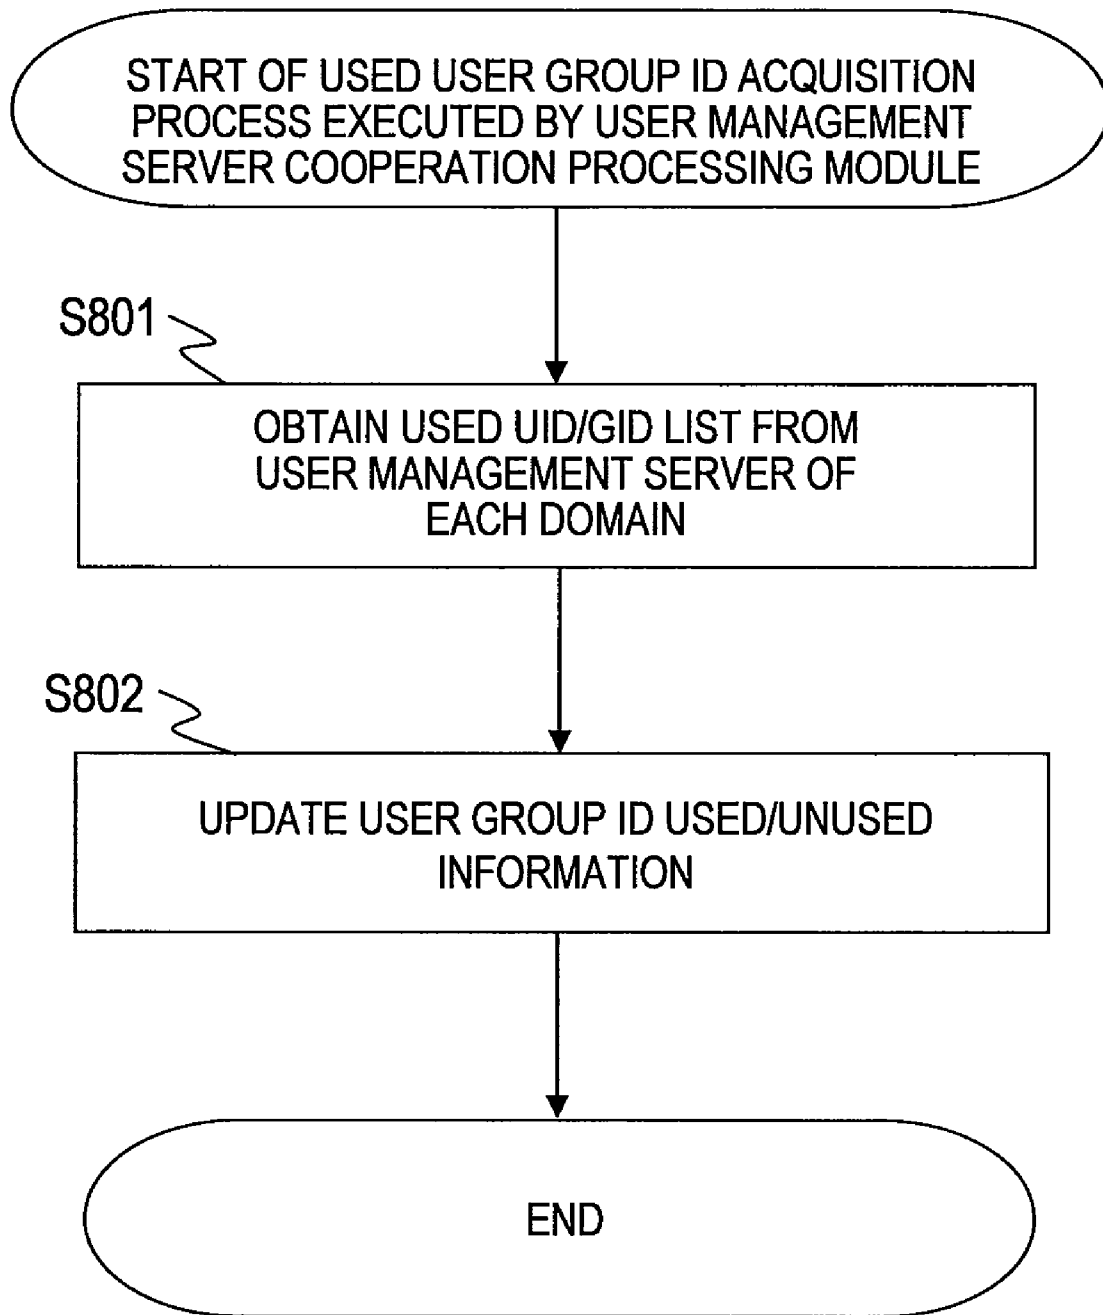 START OF USED USER GROUP ID ACQUISITION
PROCESS EXECUTED BY USER MANAGEMENT
SERVER COOPERATION PROCESSING MODULE
S801
OBTAIN USED UID/GID LIST FROM
USER MANAGEMENT SERVER OF
EACH DOMAIN
S802
UPDATE USER GROUP ID USED/UNUSED
INFORMATION
END